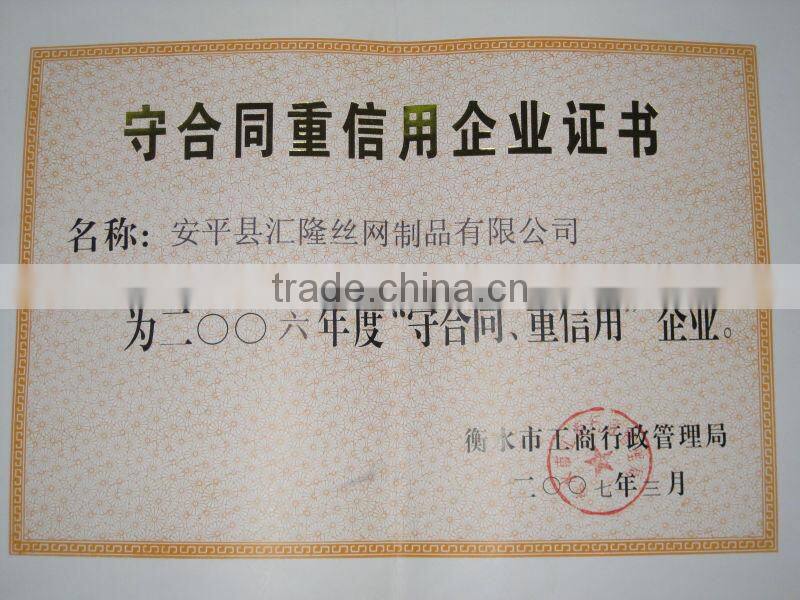 守合同重信用企业证书
名称：安平县汇隆丝网制品有限公司
trade.china.cn
为二〇〇六年度“守合同、重信用”企业。
衡水市工商行政管理局
二〇〇七年三月